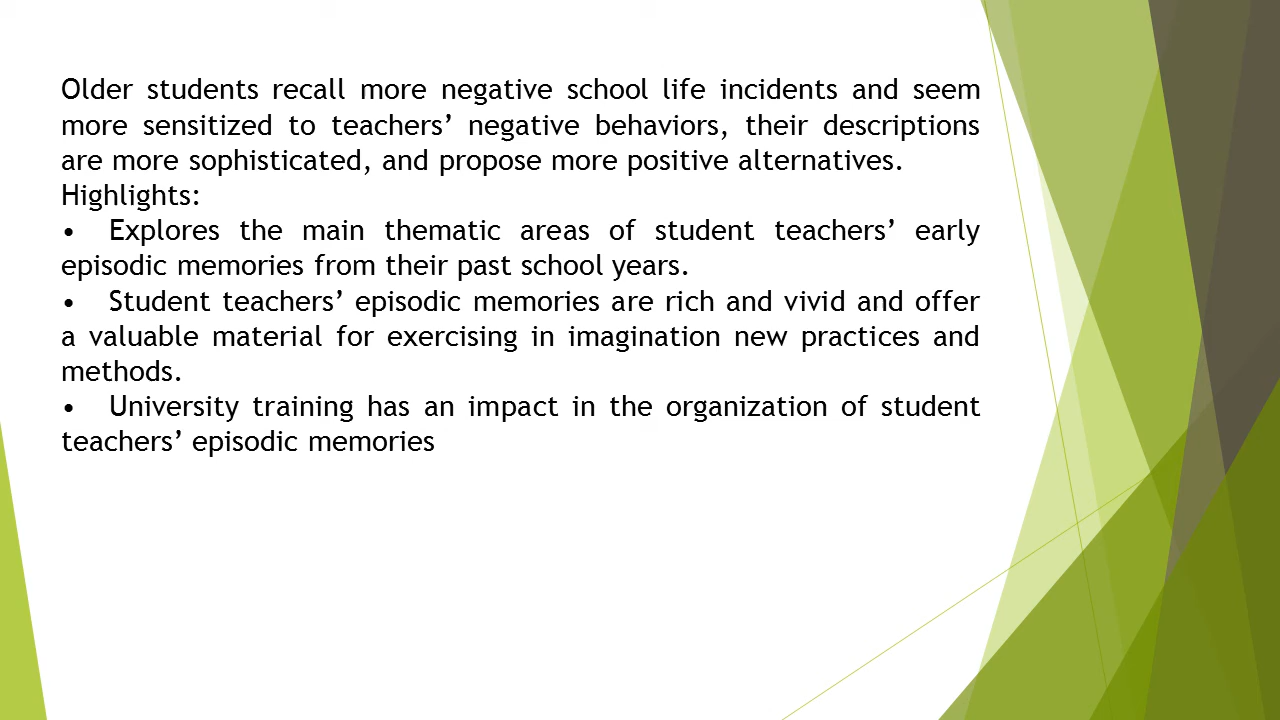 Older students recall more negative school life incidents and seem
more sensitized to teachers’ negative behaviors, their descriptions
are more sophisticated, and propose more positive alternatives.
Highlights:
• Explores the main thematic areas of student teachers’ early
episodic memories from their past school years.
• Student teachers’ episodic memories are rich and vivid and offer
a valuable material for exercising in imagination new practices and
methods.
• University training has an impact in the organization of student
teachers’ episodic memories